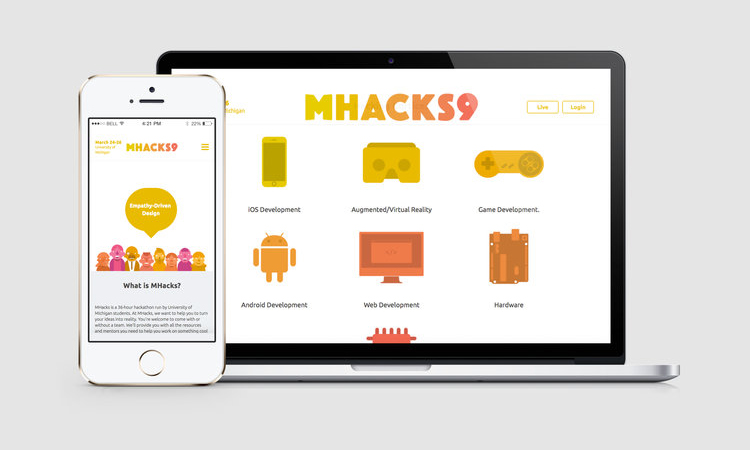 BELL
4:21 PM
22%
March 24-26
University of
Michigan
MHACKS9
Empathy-Driven
Design
What is MHacks?
MHacks is a 36-hour hackathon run by University of
Michigan students. At MHacks, we want to help you to turn
your ideas into reality. You're welcome to come with or
without a team. We'll provide you with all the resources
and mentors you need to help you work on something cool
Michigan
MHACKS9
Live
Login
iOS Development
Augmented/Virtual Reality
Game Development.
Android Development
Web Development
Hardware